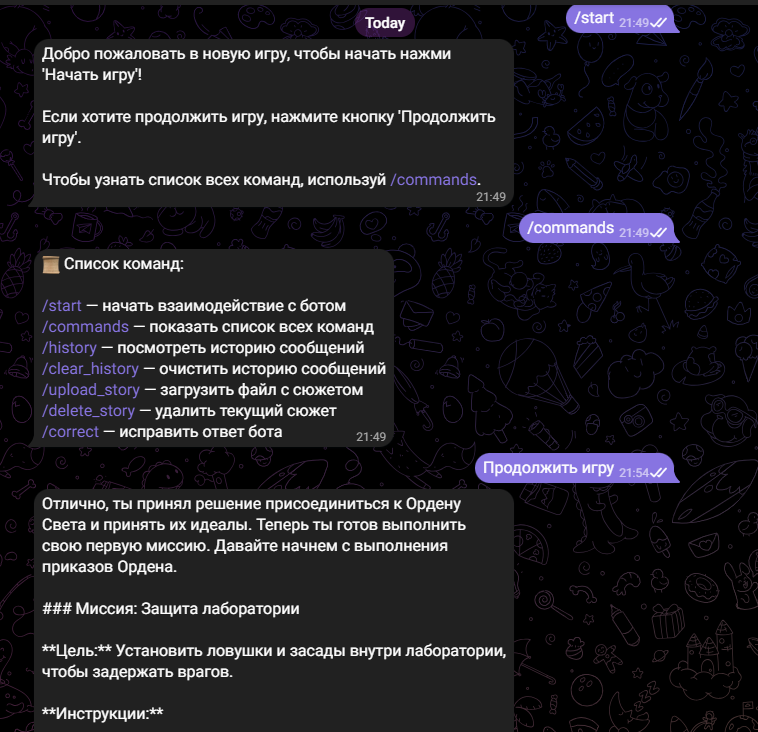 Today
/start 21:49
Добро пожаловать в новую игру, чтобы начать нажми
'Начать игру'!
Если хотите продолжить игру, нажмите кнопку 'Продолжить
игру'.
Чтобы узнать список всех команд, используй /commands.
21:49
/commands 21:49
Список команд:
/start — начать взаимодействие с ботом
/commands — показать список всех команд
/history — посмотреть историю сообщений
/clear_history — очистить историю сообщений
/upload_story — загрузить файл с сюжетом
/delete_story — удалить текущий сюжет
/correct — исправить ответ бота 21:49
Продолжить игру 21:54
Отлично, ты принял решение присоединиться к Ордену
Света и принять их идеалы. Теперь ты готов выполнить
свою первую миссию. Давайте начнем с выполнения
приказов Ордена.
### Миссия: Защита лаборатории
**Цель:** Установить ловушки и засады внутри лаборатории,
чтобы задержать врагов.
**Инструкции:**